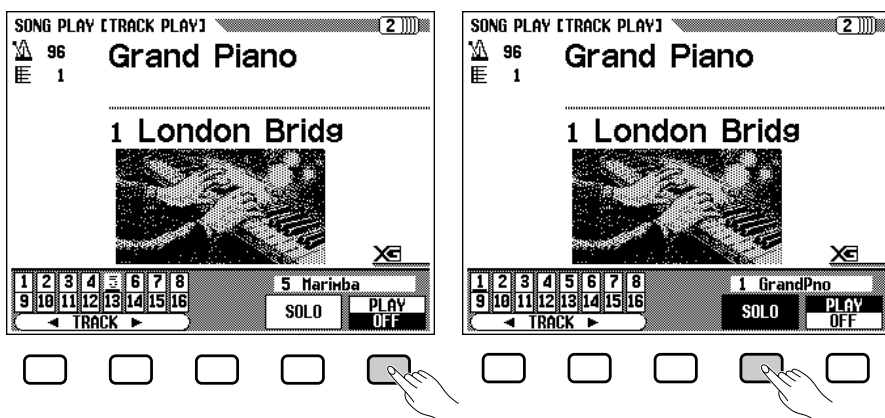 SONG PLAY [TRACK PLAY] 2
96
1
Grand Piano
1 London Bridg
XG
1 2 3 4 5 6 7 8
9 10 11 12 13 14 15 16
◄ TRACK ►
5 Marimba
SOLO
PLAY
OFF
SONG PLAY [TRACK PLAY] 2
96
1
Grand Piano
1 London Bridg
XG
1 2 3 4 5 6 7 8
9 10 11 12 13 14 15 16
◄ TRACK ►
1 GrandPno
SOLO
PLAY
OFF